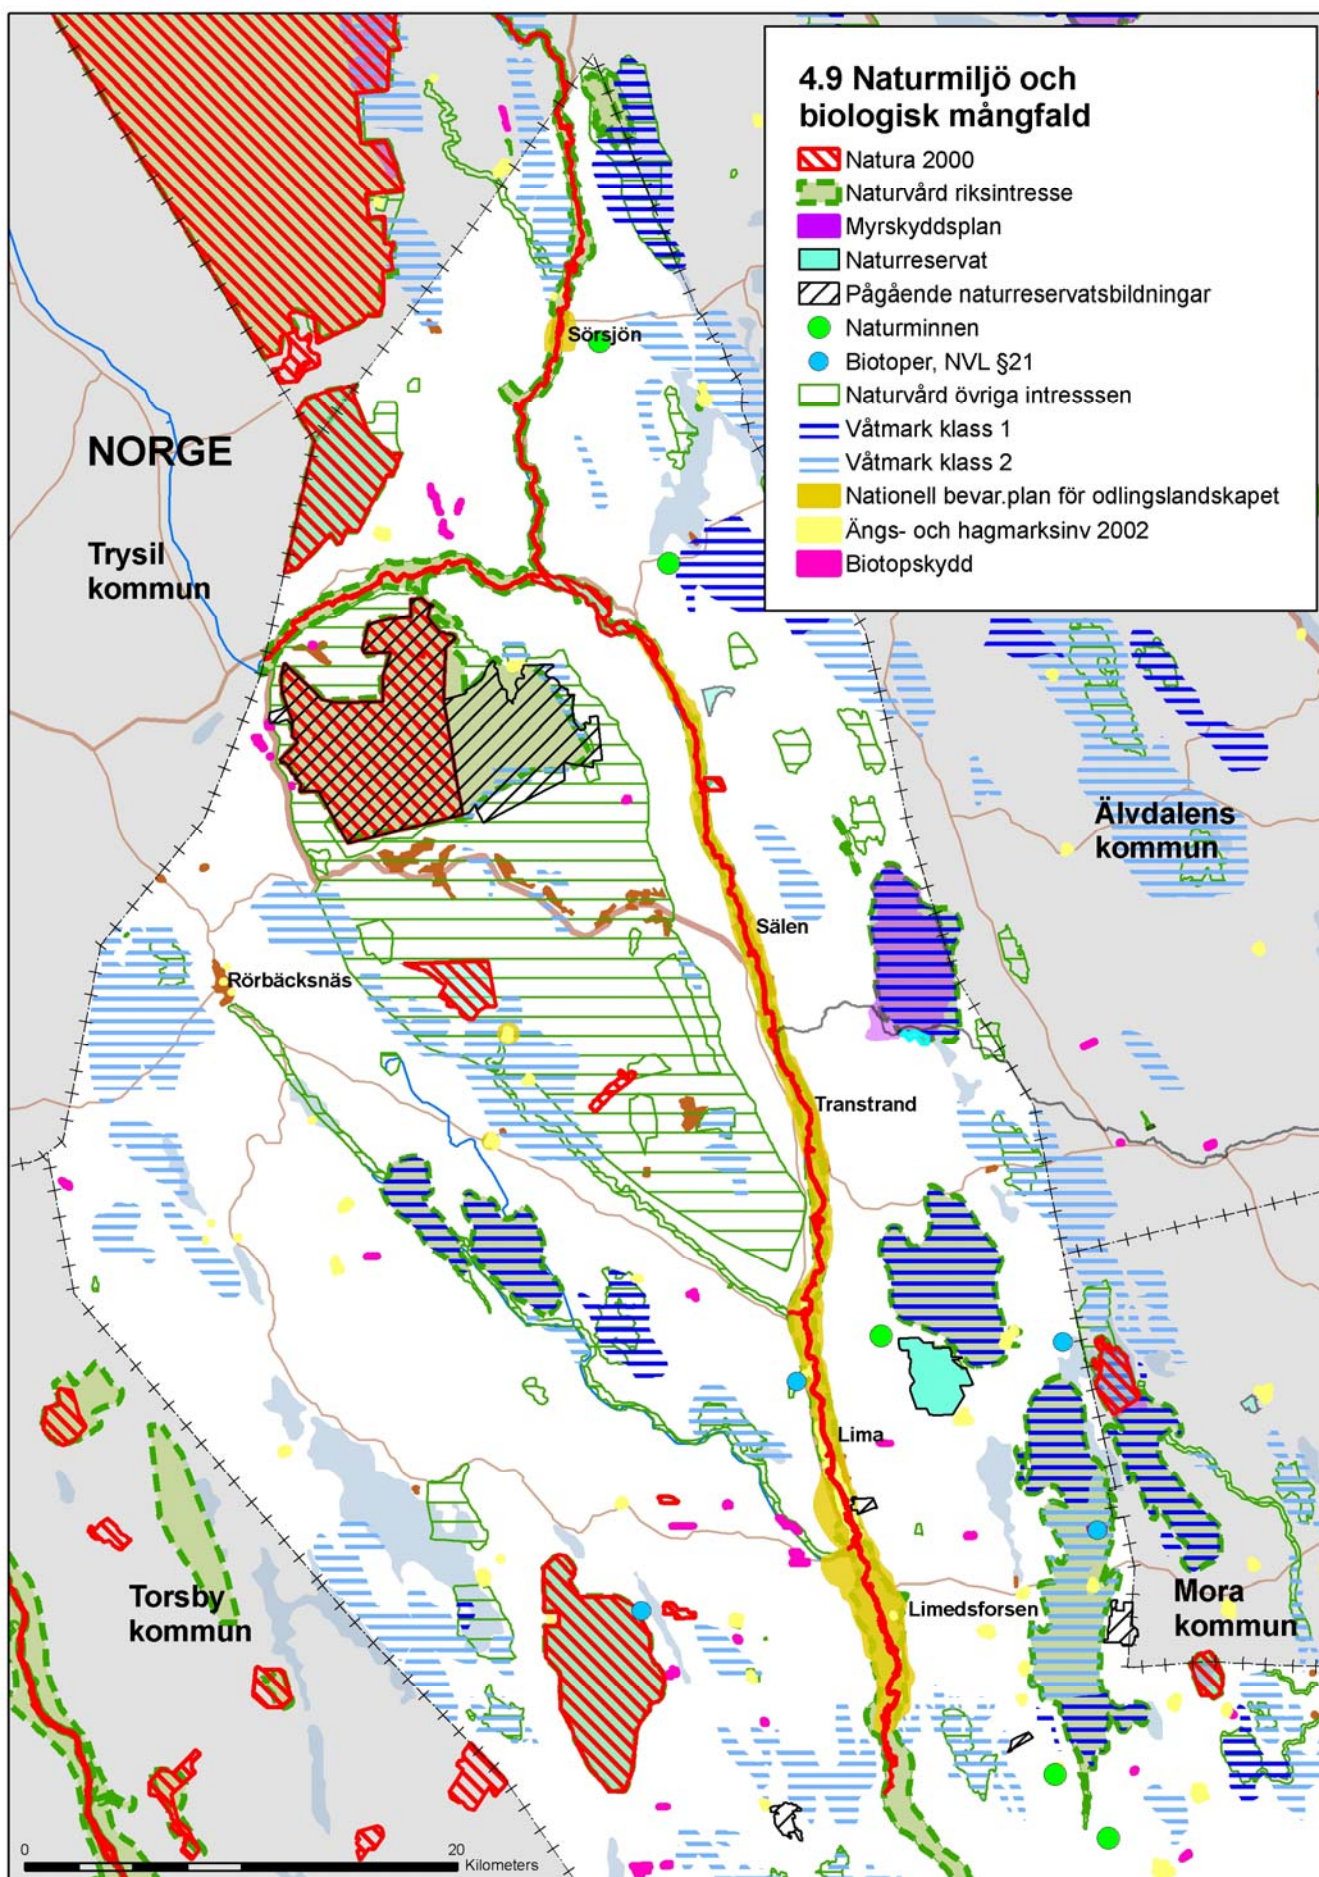 4.9 Naturmiljö och
biologisk mångfald
Natura 2000
Naturvård riksintresse
Myrskyddsplan
Naturreservat
Pågående naturreservatsbildningar
Naturminnen
Biotoper, NVL §21
Naturvård övriga intresssen
Våtmark klass 1
Våtmark klass 2
Nationell bevar.plan för odlingslandskapet
Ängs- och hagmarksinv 2002
Biotopskydd
Sörsjön
NORGE
Trysil
kommun
Älvdalens
kommun
Sälen
Rörbäcksnäs
Transtrand
Lima
Torsby
kommun
Limedsforsen
Mora
kommun
0 20
Kilometers